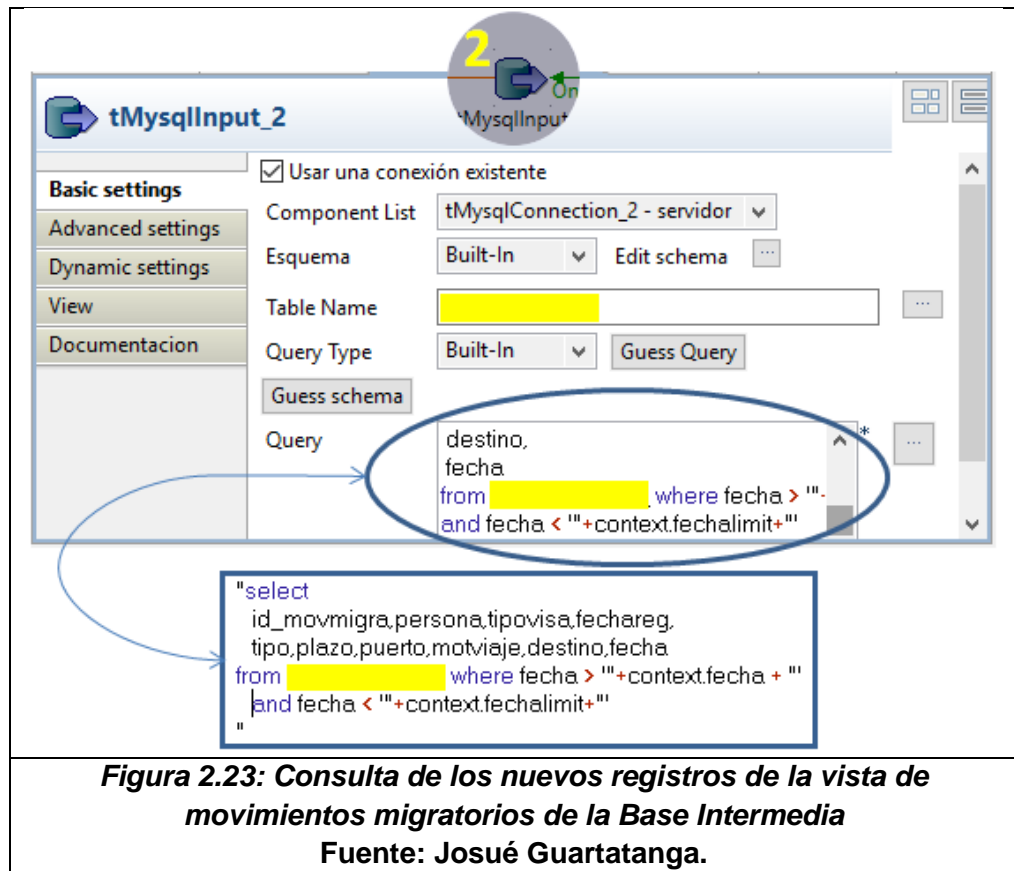 2
On
tMysqlInput
tMysqlInput_2
Basic settings
Advanced settings
Dynamic settings
View
Documentacion
Usar una conexión existente
Component List tMysqlConnection_2 - servidor
Esquema Built-In Edit schema ...
Table Name ...
Query Type Built-In Guess Query
Guess schema
Query destino, * ...
fecha
from where fecha > '"-
and fecha < '"+context.fechalimit+"'
"select
id_movmigra,persona,tipovisa,fechareg,
tipo,plazo,puerto,motviaje,destino,fecha
from where fecha > '"+context.fecha + "'
and fecha < '"+context.fechalimit+"'
"
Figura 2.23: Consulta de los nuevos registros de la vista de
movimientos migratorios de la Base Intermedia
Fuente: Josué Guartatanga.